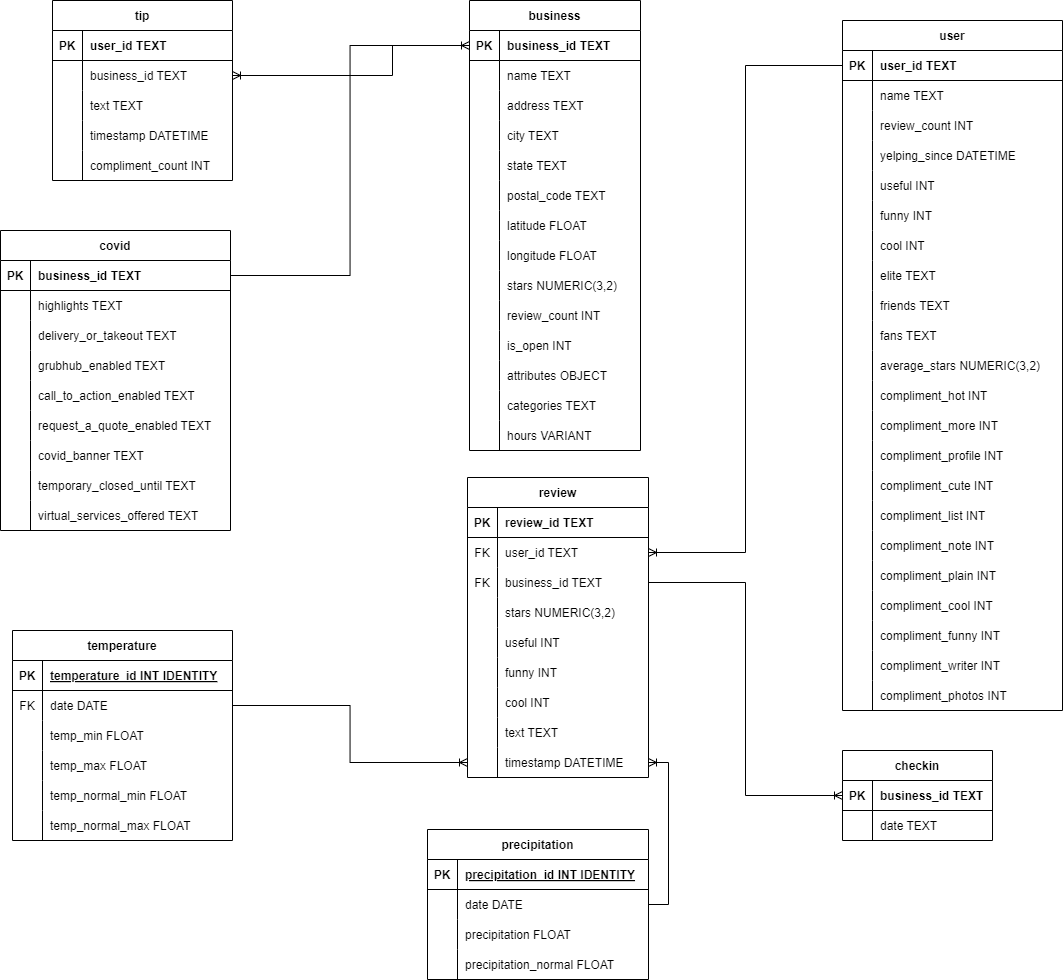 tip
PK user_id TEXT
business_id TEXT
text TEXT
timestamp DATETIME
compliment_count INT
business
PK business_id TEXT
name TEXT
address TEXT
city TEXT
state TEXT
postal_code TEXT
latitude FLOAT
longitude FLOAT
stars NUMERIC(3,2)
review_count INT
is_open INT
attributes OBJECT
categories TEXT
hours VARIANT
user
PK user_id TEXT
name TEXT
review_count INT
yelping_since DATETIME
useful INT
funny INT
cool INT
elite TEXT
friends TEXT
fans TEXT
average_stars NUMERIC(3,2)
compliment_hot INT
compliment_more INT
compliment_profile INT
compliment_cute INT
compliment_list INT
compliment_note INT
compliment_plain INT
compliment_cool INT
compliment_funny INT
compliment_writer INT
compliment_photos INT
covid
PK business_id TEXT
highlights TEXT
delivery_or_takeout TEXT
grubhub_enabled TEXT
call_to_action_enabled TEXT
request_a_quote_enabled TEXT
covid_banner TEXT
temporary_closed_until TEXT
virtual_services_offered TEXT
review
PK review_id TEXT
FK user_id TEXT
FK business_id TEXT
stars NUMERIC(3,2)
useful INT
funny INT
cool INT
text TEXT
timestamp DATETIME
temperature
PK temperature_id INT IDENTITY
FK date DATE
temp_min FLOAT
temp_max FLOAT
temp_normal_min FLOAT
temp_normal_max FLOAT
checkin
PK business_id TEXT
date TEXT
precipitation
PK precipitation_id INT IDENTITY
date DATE
precipitation FLOAT
precipitation_normal FLOAT